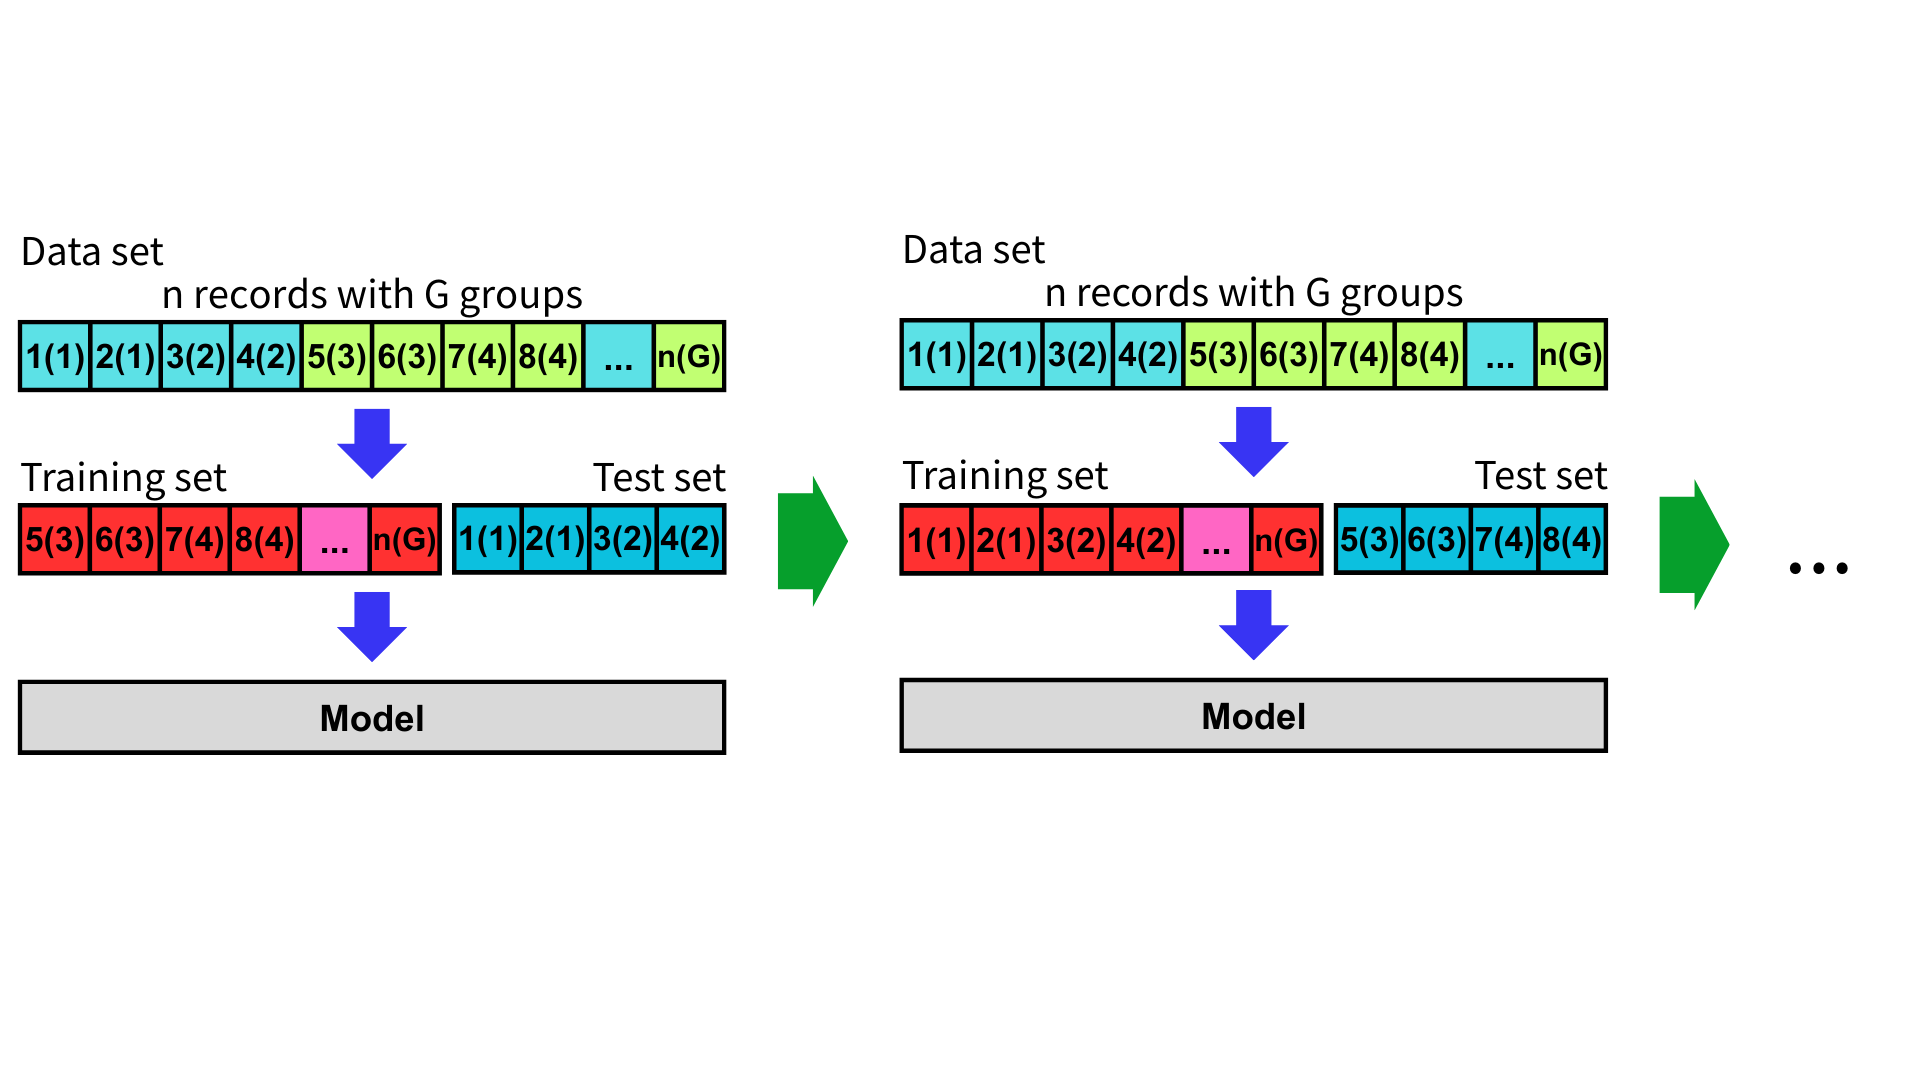 Data set
n records with G groups
1(1) 2(1) 3(2) 4(2) 5(3) 6(3) 7(4) 8(4) ... n(G)
Training set Test set
5(3) 6(3) 7(4) 8(4) ... n(G) 1(1) 2(1) 3(2) 4(2)
Model
Data set
n records with G groups
1(1) 2(1) 3(2) 4(2) 5(3) 6(3) 7(4) 8(4) ... n(G)
Training set Test set
1(1) 2(1) 3(2) 4(2) ... n(G) 5(3) 6(3) 7(4) 8(4)
Model
...